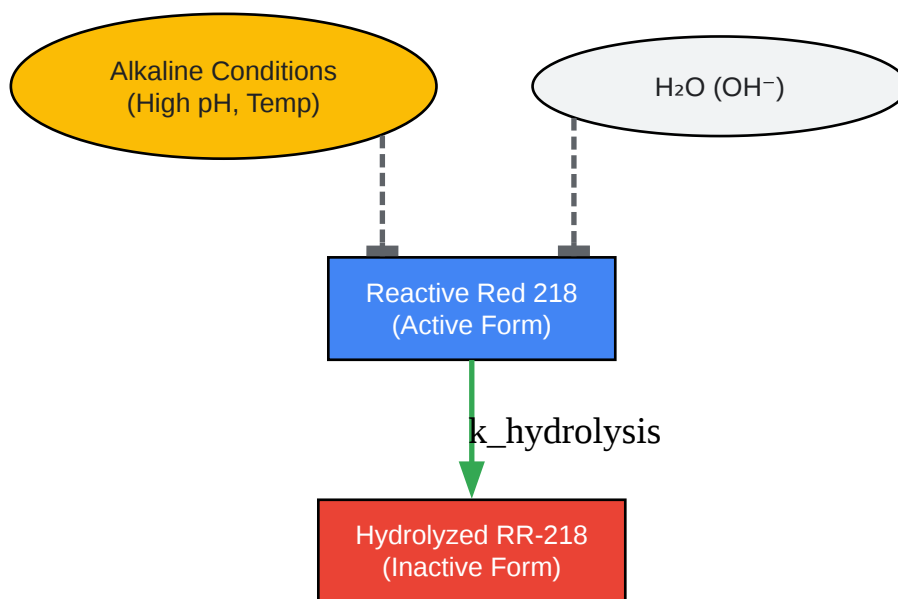 Alkaline Conditions
(High pH, Temp)
H₂O (OH⁻)
Reactive Red 218
(Active Form)
k_hydrolysis
Hydrolyzed RR-218
(Inactive Form)